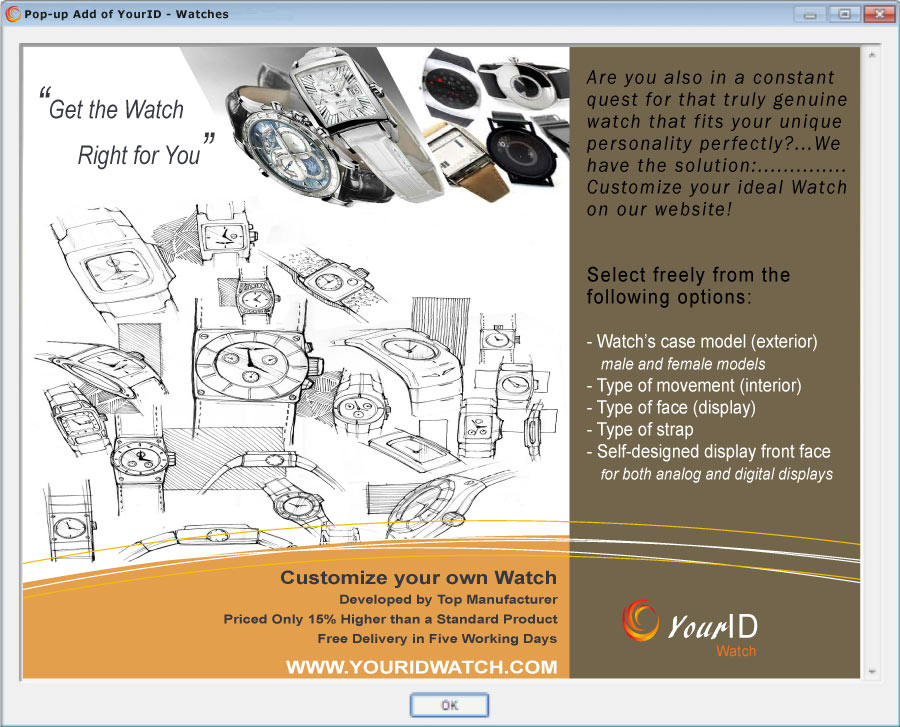 Pop-up Add of YourID - Watches
“Get the Watch
Right for You”
Are you also in a constant
quest for that truly genuine
watch that fits your unique
personality perfectly?...We
have the solution:..............
Customize your ideal Watch
on our website!
Select freely from the
following options:
- Watch's case model (exterior)
male and female models
- Type of movement (interior)
- Type of face (display)
- Type of strap
- Self-designed display front face
for both analog and digital displays
Customize your own Watch
Developed by Top Manufacturer
Priced Only 15% Higher than a Standard Product
Free Delivery in Five Working Days
WWW.YOURIDWATCH.COM
YourID
Watch
OK